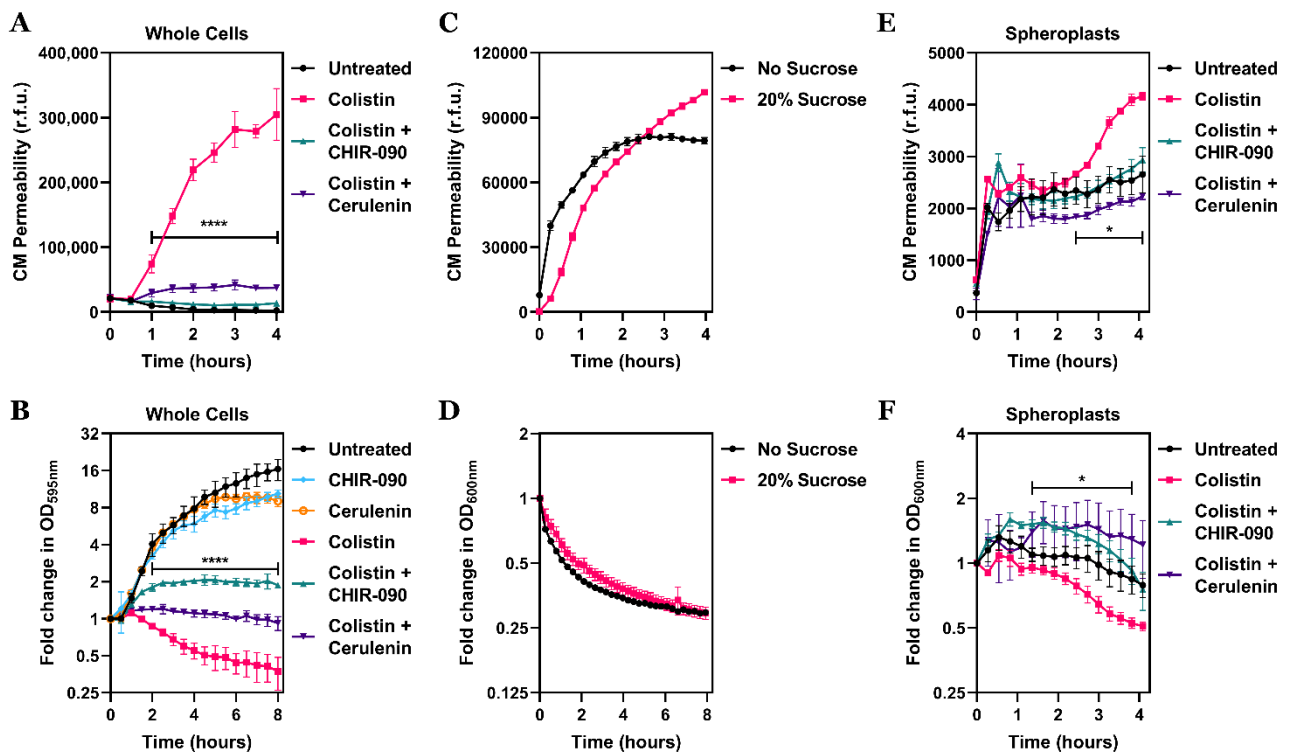 A
Whole Cells
CM Permeability (r.f.u.)
400,000
300,000
200,000
100,000
0
****
0 1 2 3 4
Time (hours)
Untreated
Colistin
Colistin +
CHIR-090
Colistin +
Cerulenin
C
CM Permeability (r.f.u.)
120000
90000
60000
30000
0
0 1 2 3 4
Time (hours)
No Sucrose
20% Sucrose
E
Spheroplasts
CM Permeability (r.f.u.)
5000
4000
3000
2000
1000
0
*
0 1 2 3 4
Time (hours)
Untreated
Colistin
Colistin +
CHIR-090
Colistin +
Cerulenin
B
Whole Cells
Fold change in OD595nm
32
16
8
4
2
1
0.5
0.25
****
0 2 4 6 8
Time (hours)
Untreated
CHIR-090
Cerulenin
Colistin
Colistin +
CHIR-090
Colistin +
Cerulenin
D
Fold change in OD600nm
2
1
0.5
0.25
0.125
0 2 4 6 8
Time (hours)
No Sucrose
20% Sucrose
F
Spheroplasts
Fold change in OD600nm
4
2
1
0.5
0.25
*
0 1 2 3 4
Time (hours)
Untreated
Colistin
Colistin +
CHIR-090
Colistin +
Cerulenin